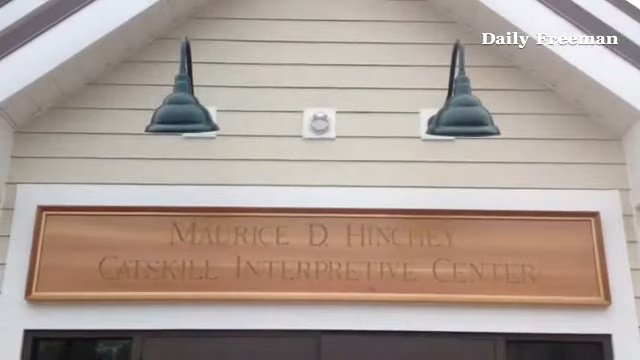 Daily Freeman
MAURICE D. HINCHEY
CATSKILL INTERPRETIVE CENTER